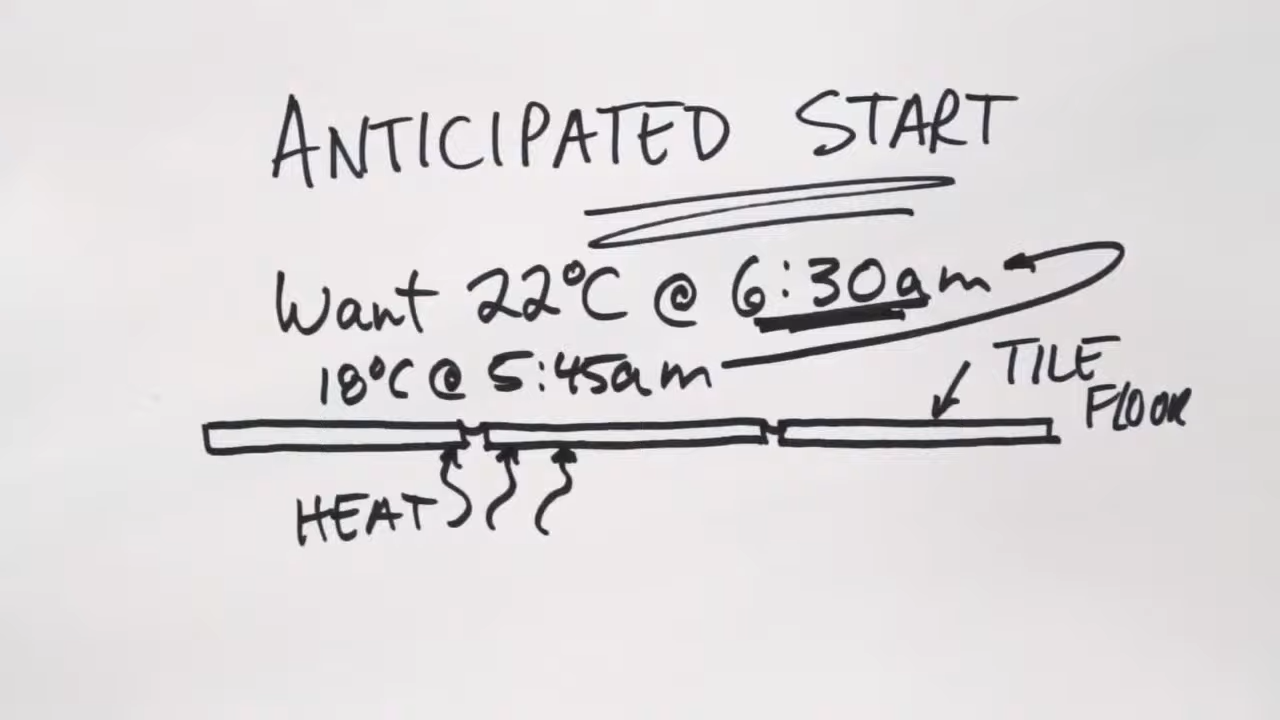 ANTICIPATED START
Want 22°C @ 6:30am
18°C @ 5:45am
TILE
FLOOR
HEAT